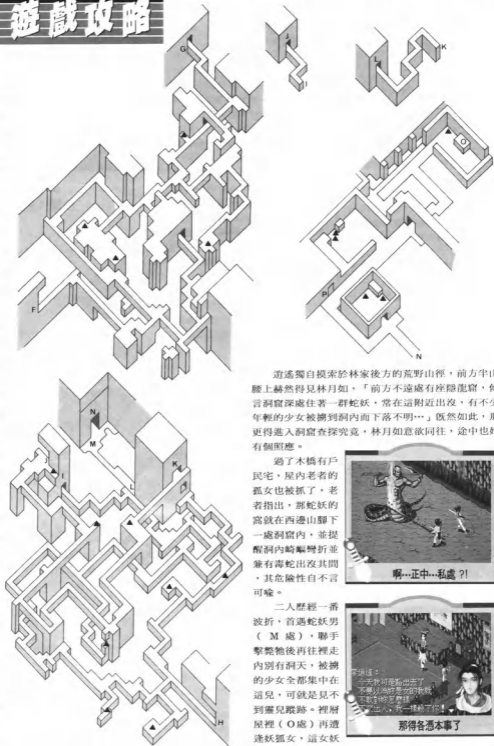 遊戲攻略
G
J
I
L
K
O
F
P
N
逍遙獨自摸索於林家後方的荒野山徑,前方半山
腰上赫然得見林月如。「前方不遠處有座隱龍窟,傳
言洞窟深處住著一群蛇妖,常在這附近出沒,有不少
年輕的少女被擄到洞內而下落不明…」既然如此,那
更得進入洞窟查探究竟。林月如意欲同往,途中也好
有個照應。
過了木橋有戶
民宅,屋內老者的
孤女也被抓了。老
者指出,那蛇妖的
窩就在西邊山腳下
一處洞窟內,並提
醒洞內崎嶇彎折並
兼有毒蛇出沒其間
,其危險性自不言
可喻。
啊…正中…私處?!
二人歷經一番
波折,首遇蛇妖男
(M處),聯手
擊斃牠後再往裡走
內別有洞天,被擄
的少女全都集中在
這兒,可就是見不
到靈兒蹤跡。裡層
屋裡(O處)再遭
逢妖狐女,這女妖
那得各憑本事了
N
M
K
H